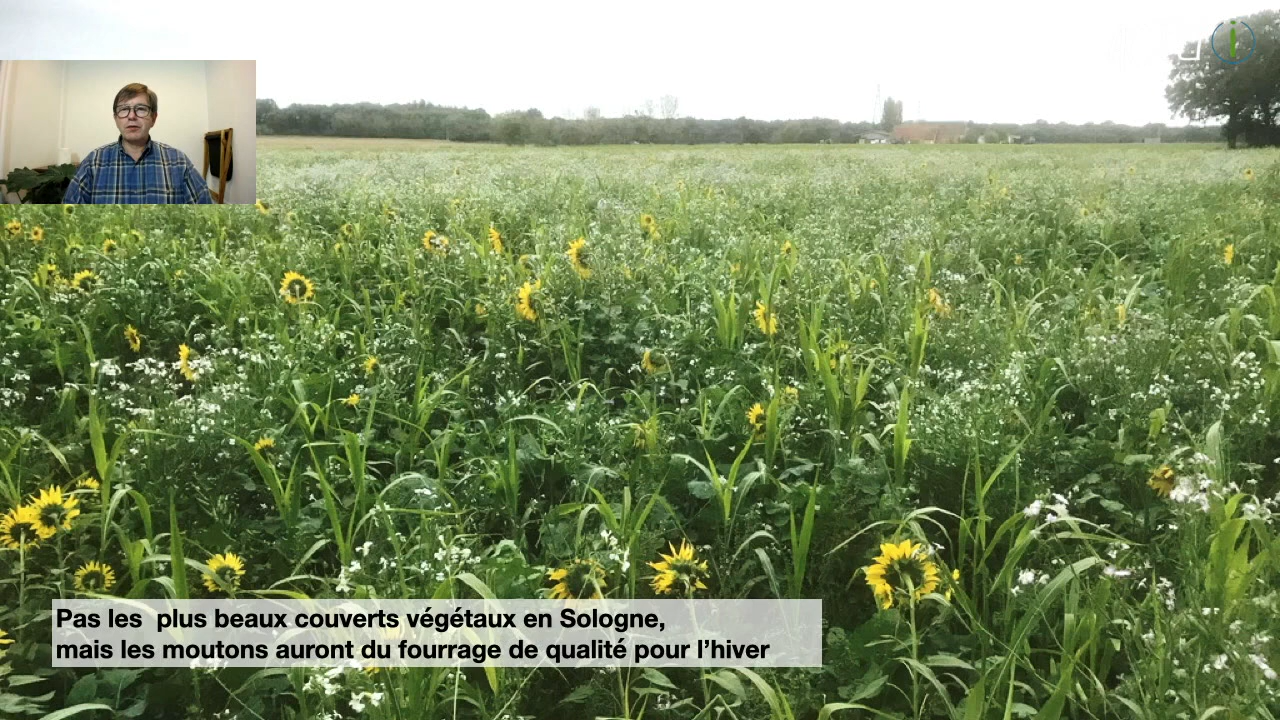 Pas les  plus beaux couverts végétaux en Sologne,
mais les moutons auront du fourrage de qualité pour l’hiver